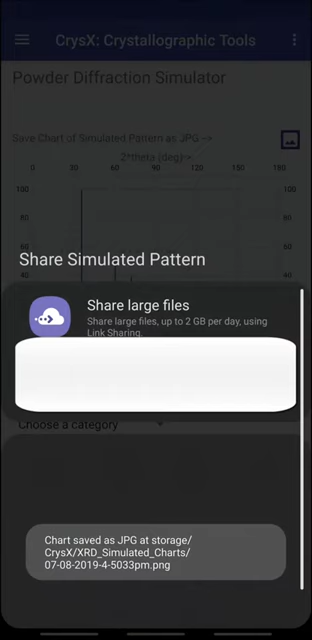 CrysX: Crystallographic Tools
Powder Diffraction Simulator
Save Chart of Simulated Pattern as JPG -->
2*theta (deg)->
0 30 60 90 120 150 180
100 100
80 80
60 60
Share Simulated Pattern
40 40
Share large files
Share large files, up to 2 GB per day, using
Link Sharing.
Choose a category
Chart saved as JPG at storage/
CrysX/XRD_Simulated_Charts/
07-08-2019-4-5033pm.png